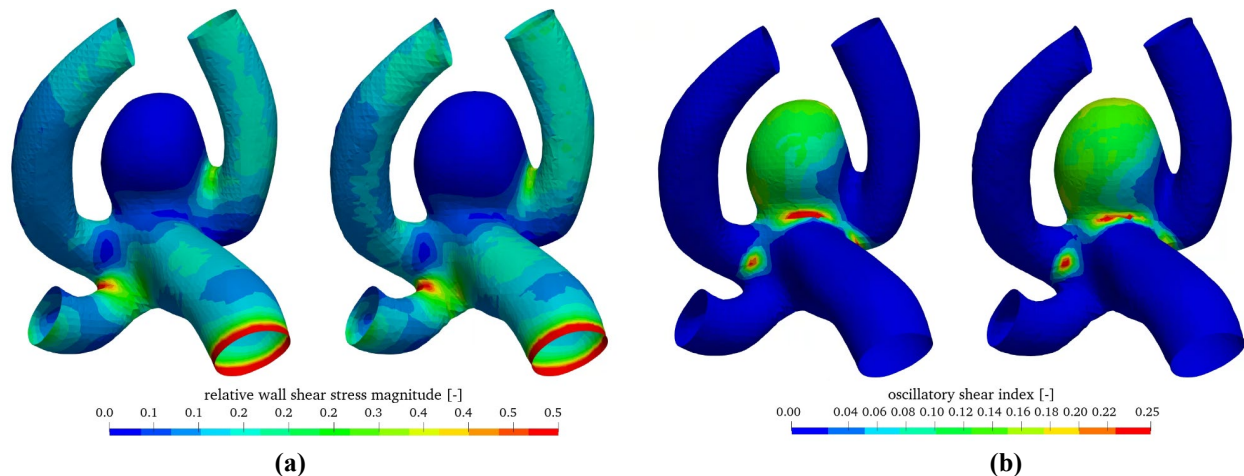 relative wall shear stress magnitude [-]
0.0 0.1 0.1 0.2 0.2 0.2 0.3 0.4 0.4 0.5 0.5
(a)
oscillatory shear index [-]
0.00 0.04 0.06 0.08 0.10 0.12 0.14 0.16 0.18 0.20 0.22 0.25
(b)